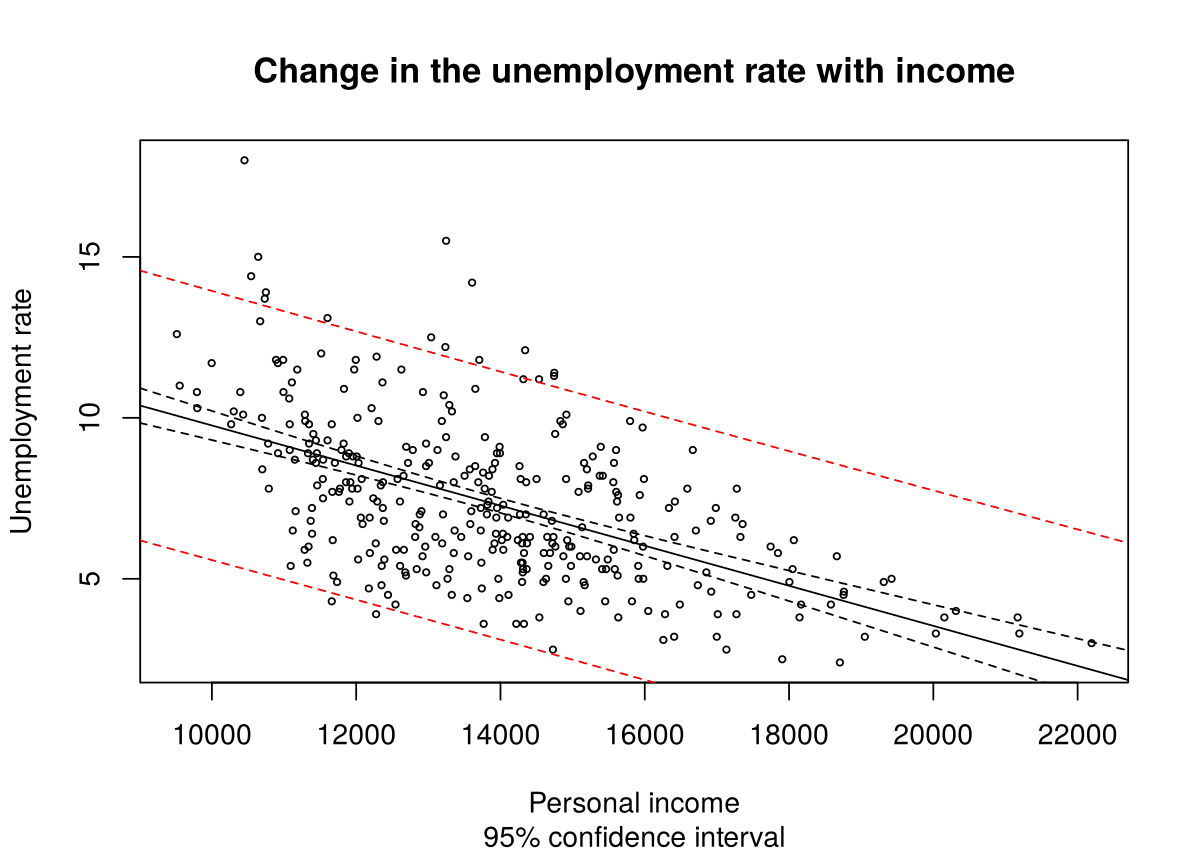 Change in the unemployment rate with income
Unemployment rate
15
10
5
10000 12000 14000 16000 18000 20000 22000
Personal income
95% confidence interval